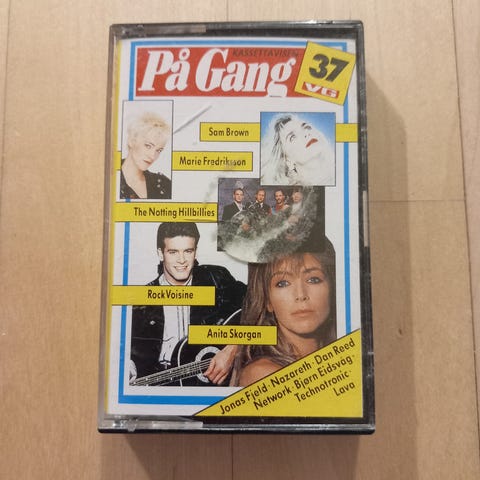 KASSETTAVISEN
På Gang
37
VG
Sam Brown
Marie Fredriksson
The Notting Hillbillies
Rock Voisine
Anita Skorgan
Jonas Fjeld · Nazareth · Dan Reed
Network · Bjørn Eidsvåg ·
Technotronic ·
Lava